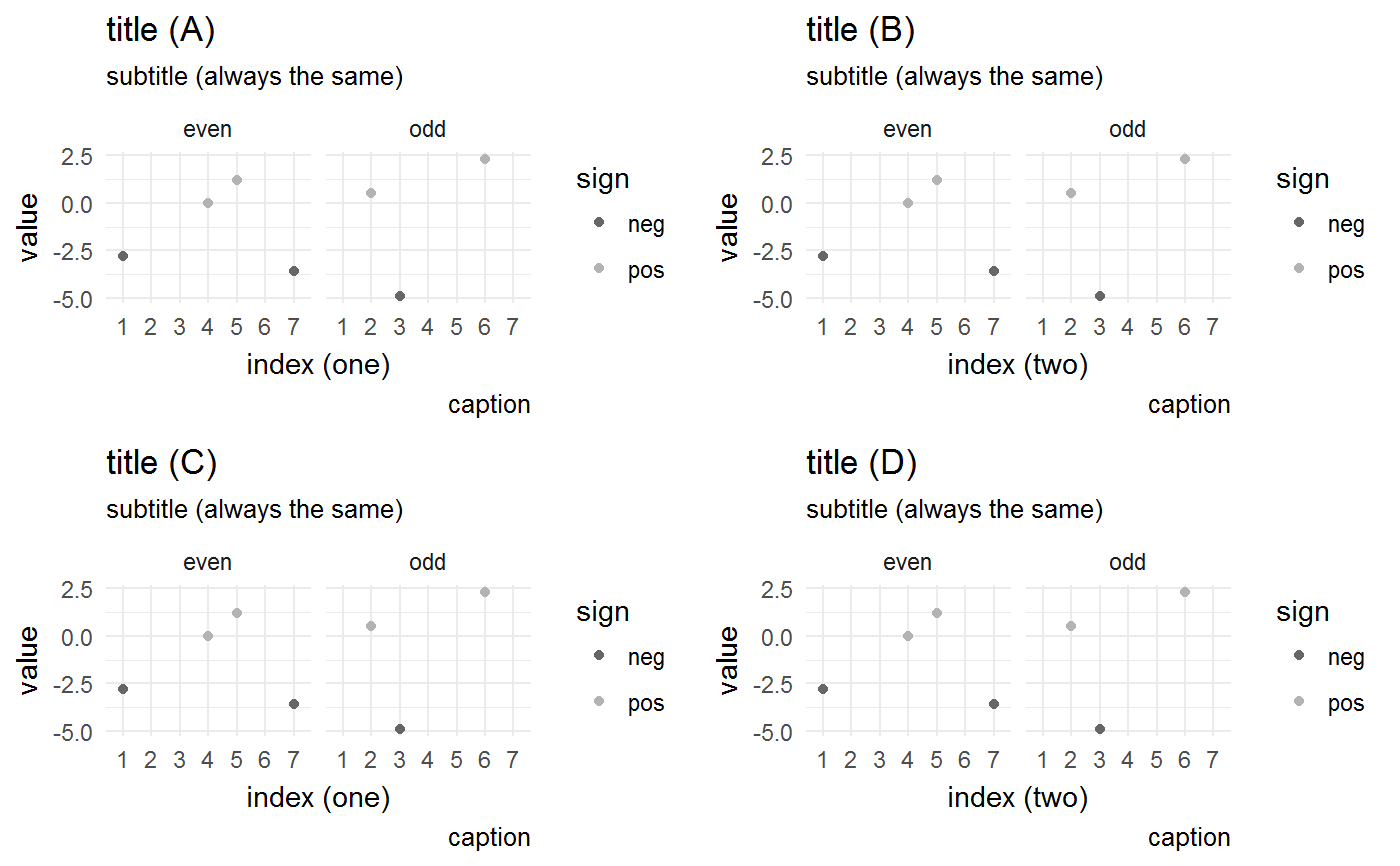 title (A)
subtitle (always the same)
even odd
sign
neg
pos
value
2.5
0.0
-2.5
-5.0
1 2 3 4 5 6 7 1 2 3 4 5 6 7
index (one)
caption
title (B)
subtitle (always the same)
even odd
sign
neg
pos
value
2.5
0.0
-2.5
-5.0
1 2 3 4 5 6 7 1 2 3 4 5 6 7
index (two)
caption
title (C)
subtitle (always the same)
even odd
sign
neg
pos
value
2.5
0.0
-2.5
-5.0
1 2 3 4 5 6 7 1 2 3 4 5 6 7
index (one)
caption
title (D)
subtitle (always the same)
even odd
sign
neg
pos
value
2.5
0.0
-2.5
-5.0
1 2 3 4 5 6 7 1 2 3 4 5 6 7
index (two)
caption